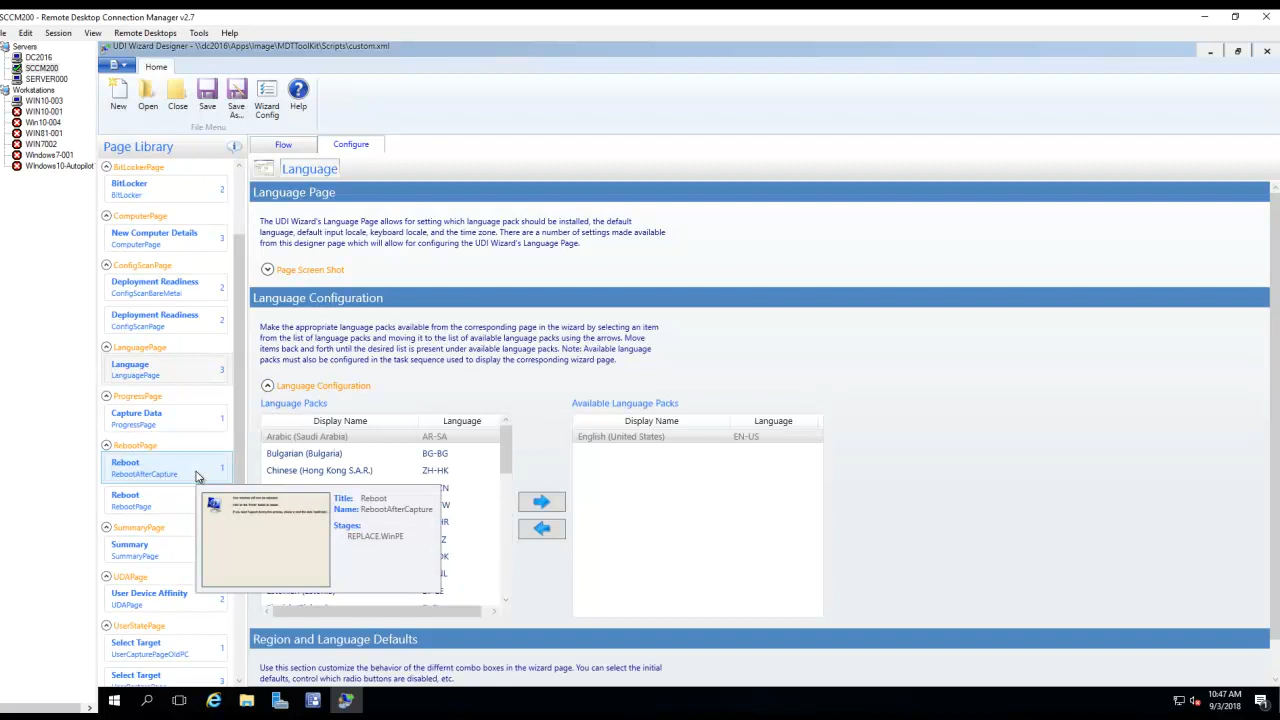 SCCM200 - Remote Desktop Connection Manager v2.7
le Edit Session View Remote Desktops Tools Help
Servers
DC2016
SCCM200
SERVER000
Workstations
WIN10-003
WIN10-001
Win10-004
WIN81-001
WIN7002
Windows7-001
WIndows10-Autopilot
UDI Wizard Designer - \\dc2016\Apps\Image\MDTToolKit\Scripts\custom.xml
Home
New
Open
Close
Save
Save As...
Wizard Config
Help
File Menu
Page Library
BitLockerPage
BitLocker 2
BitLocker
ComputerPage
New Computer Details 3
ComputerPage
ConfigScanPage
Deployment Readiness 2
ConfigScanBareMetal
Deployment Readiness 2
ConfigScanPage
LanguagePage
Language 3
LanguagePage
ProgressPage
Capture Data 1
ProgressPage
RebootPage
Reboot 1
RebootAfterCapture
Reboot
RebootPage
SummaryPage
Summary
SummaryPage
UDAPage
User Device Affinity 2
UDAPage
UserStatePage
Select Target 1
UserCapturePageOldPC
Select Target 3
Flow Configure
Language
Language Page
The UDI Wizard's Language Page allows for setting which language pack should be installed, the default
language, default input locale, keyboard locale, and the time zone. There are a number of settings made available
from this designer page which will allow for configuring the UDI Wizard's Language Page.
Page Screen Shot
Language Configuration
Make the appropriate language packs available from the corresponding page in the wizard by selecting an item
from the list of language packs and moving it to the list of available language packs using the arrows. Move
items back and forth until the desired list is present under available language packs. Note: Available language
packs must also be configured in the task sequence used to display the corresponding wizard page.
Language Configuration
Language Packs
Display Name Language
Arabic (Saudi Arabia) AR-SA
Bulgarian (Bulgaria) BG-BG
Chinese (Hong Kong S.A.R.) ZH-HK
Available Language Packs
Display Name Language
English (United States) EN-US
Title: Reboot
Name: RebootAfterCapture
Stages:
REPLACE.WinPE
Region and Language Defaults
Use this section customize the behavior of the differnt combo boxes in the wizard page. You can select the initial
defaults, control which radio buttons are disabled, etc.
10:47 AM
9/3/2018
1